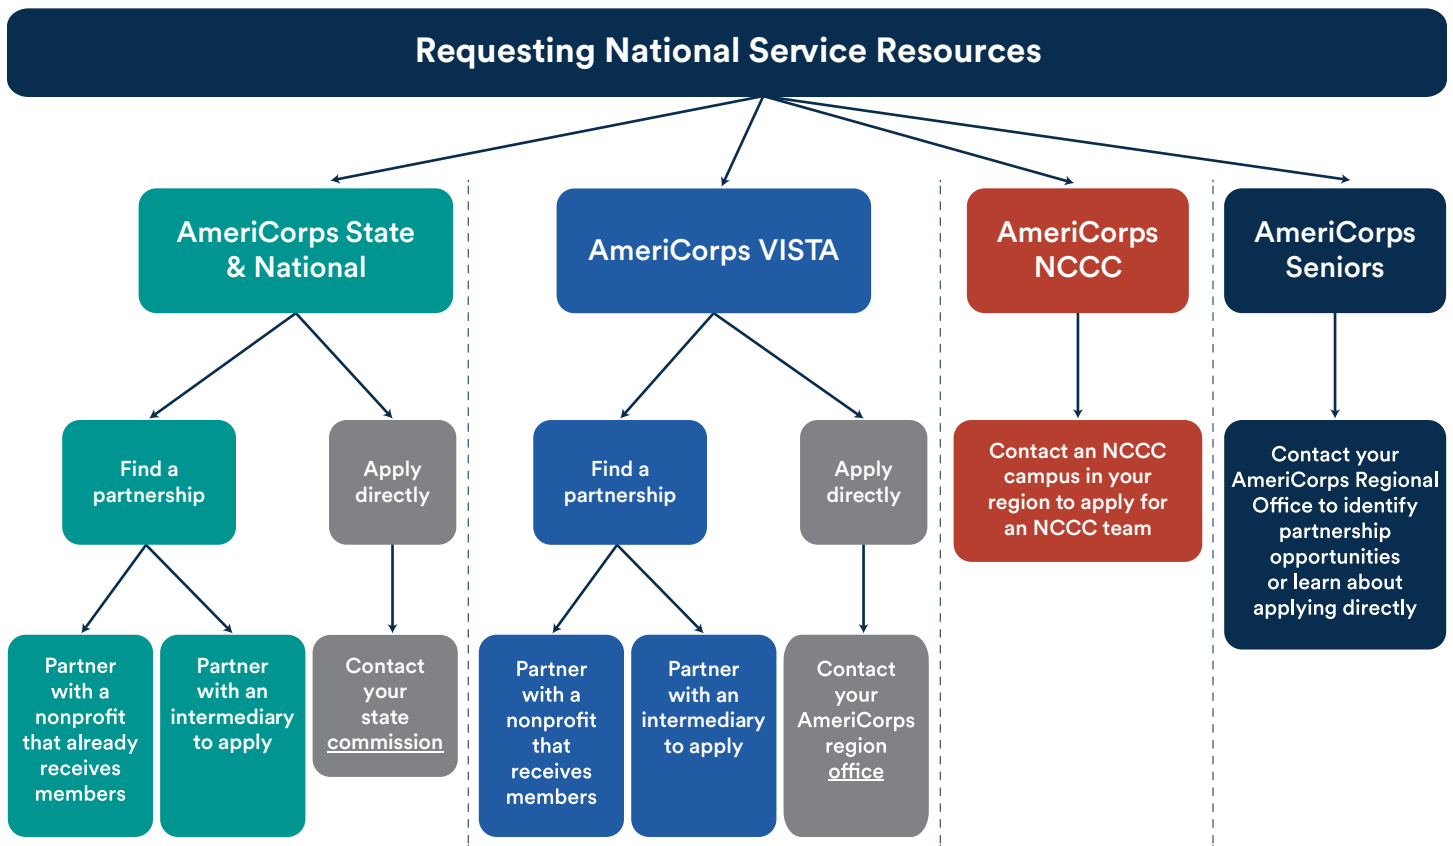 Requesting National Service Resources
AmeriCorps State
& National
AmeriCorps VISTA
AmeriCorps
NCCC
AmeriCorps
Seniors
Find a
partnership
Apply
directly
Find a
partnership
Apply
directly
Contact an NCCC
campus in your
region to apply for
an NCCC team
Contact your
AmeriCorps Regional
Office to identify
partnership
opportunities
or learn about
applying directly
Partner
with a
nonprofit
that already
receives
members
Partner
with an
intermediary
to apply
Contact
your
state
commission
Partner
with a
nonprofit
that
receives
members
Partner
with an
intermediary
to apply
Contact
your
AmeriCorps
region
office